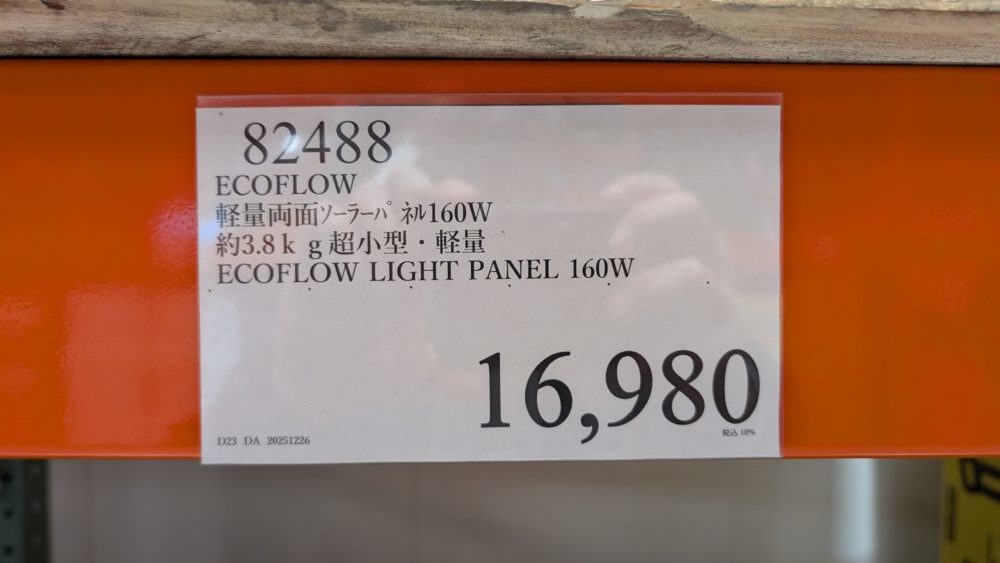 82488
ECOFLOW
軽量両面ｿｰﾗｰﾊﾟﾈﾙ160W
約3.8ｋｇ超小型・軽量
ECOFLOW LIGHT PANEL 160W
16,980
税込 10%
D23 DA 20251226